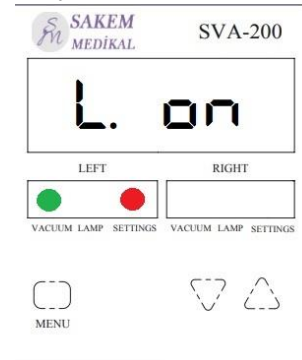 SAKEM
MEDİKAL
SVA-200
L. on
LEFT RIGHT
VACUUM LAMP SETTINGS VACUUM LAMP SETTINGS
MENU